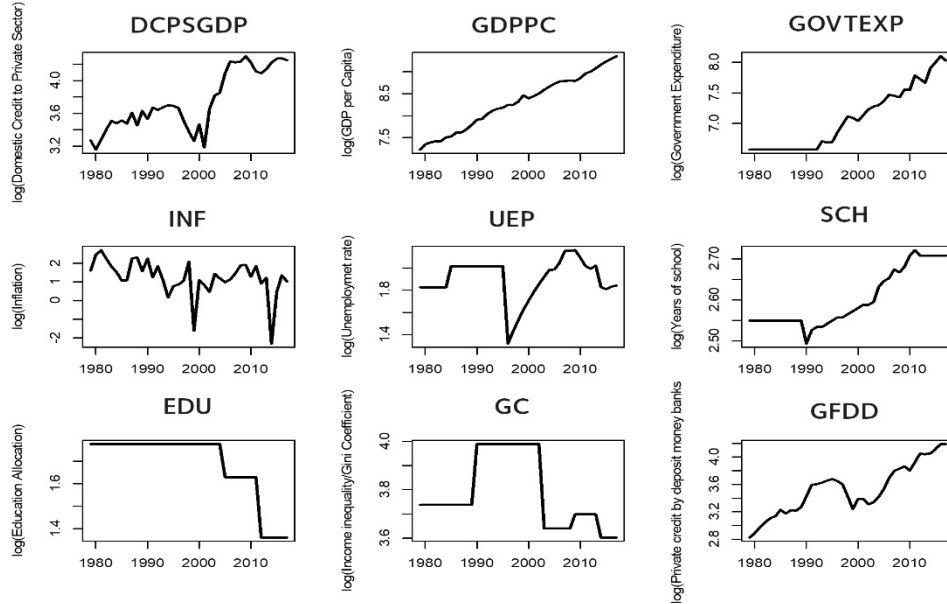 DCPSGDP
log(Domestic Credit to Private Sector)
4.0
3.6
3.2
1980 1990 2000 2010
GDPPC
log(GDP per Capita)
8.5
7.5
1980 1990 2000 2010
GOVTEXP
log(Government Expenditure)
8.0
7.5
7.0
1980 1990 2000 2010
INF
log(Inflation)
2
1
0
-2
1980 1990 2000 2010
UEP
log(Unemploymet rate)
1.8
1.4
1980 1990 2000 2010
SCH
log(Years of school)
2.70
2.60
2.50
1980 1990 2000 2010
EDU
log(Education Allocation)
1.6
1.4
1980 1990 2000 2010
GC
log(Income inequality/Gini Coefficient)
4.0
3.8
3.6
1980 1990 2000 2010
GFDD
log(Private credit by deposit money banks
4.0
3.6
3.2
2.8
1980 1990 2000 2010